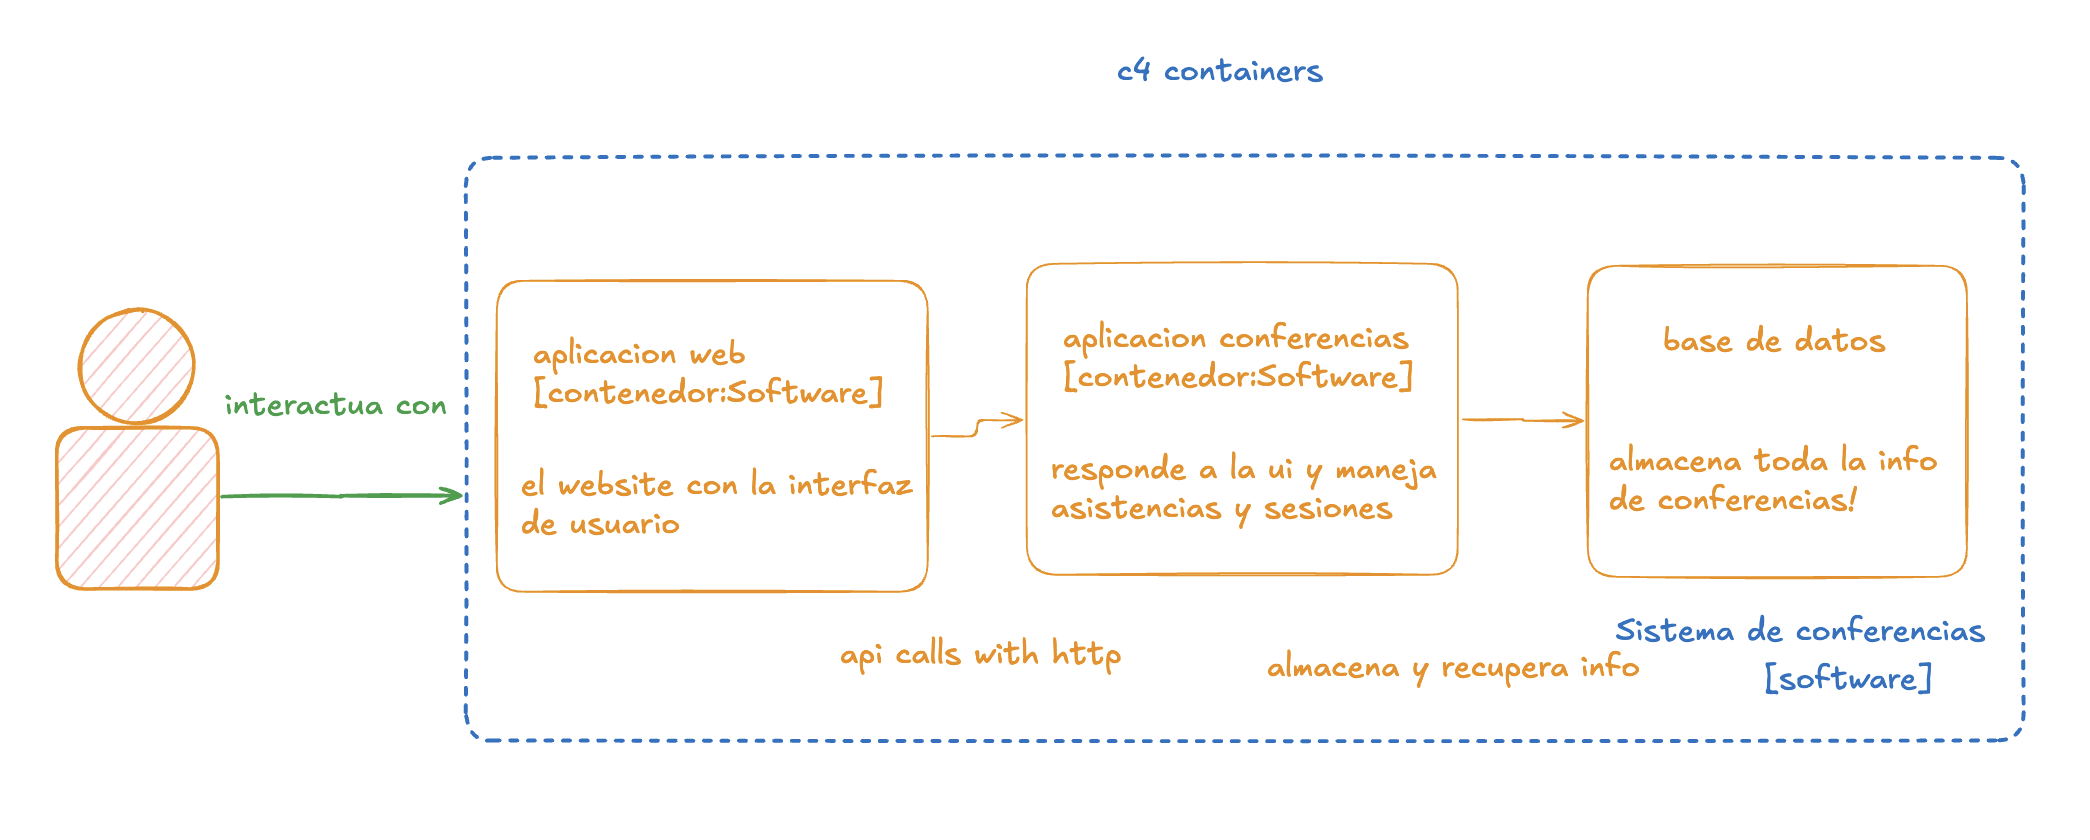 c4 containers
interactua con
aplicacion web
[contenedor:Software]
el website con la interfaz
de usuario
aplicacion conferencias
[contenedor:Software]
responde a la ui y maneja
asistencias y sesiones
base de datos
almacena toda la info
de conferencias!
api calls with http
almacena y recupera info
Sistema de conferencias
[software]